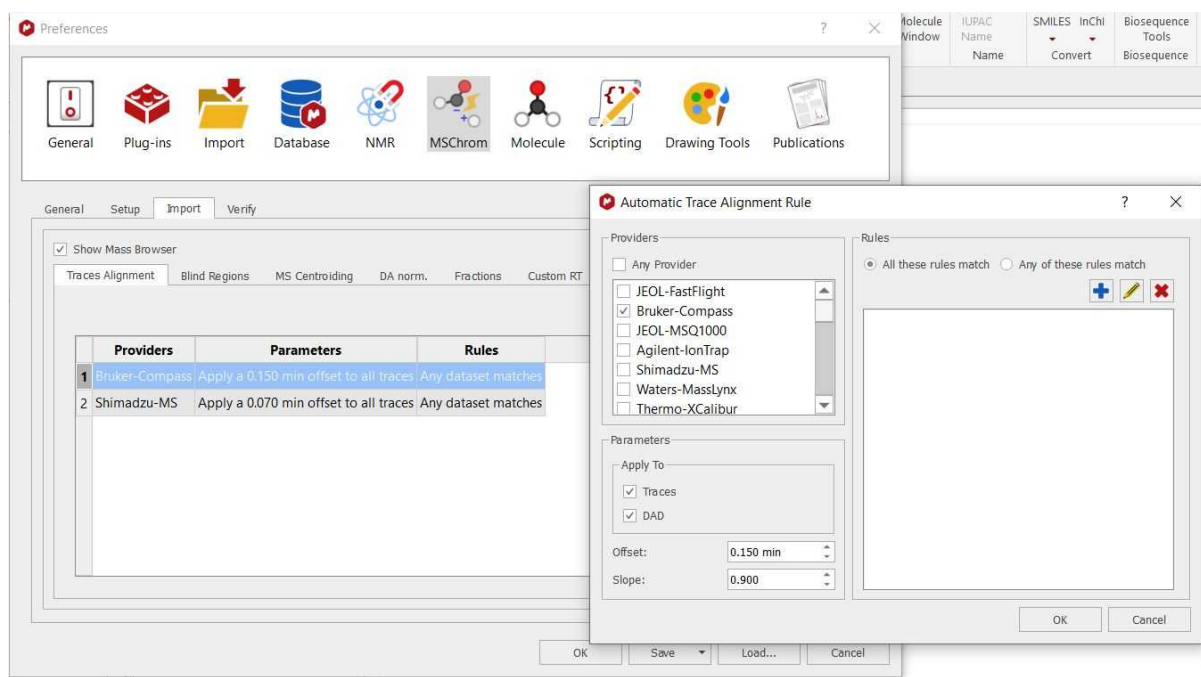 Preferences
?
General
Plug-ins
Import
Database
NMR
MSChrom
Molecule
Scripting
Drawing Tools
Publications
General
Setup
Import
Verify
Show Mass Browser
Traces Alignment
Blind Regions
MS Centroiding
DA norm.
Fractions
Custom RT
Providers Parameters Rules
1 Bruker-Compass Apply a 0.150 min offset to all traces Any dataset matches
2 Shimadzu-MS Apply a 0.070 min offset to all traces Any dataset matches
OK
Save
Load...
Cancel
Molecule
Window
IUPAC
Name
Name
SMILES InChI
Convert
Biosequence
Tools
Biosequence
Automatic Trace Alignment Rule
?
Providers
Any Provider
JEOL-FastFlight
Bruker-Compass
JEOL-MSQ1000
Agilent-IonTrap
Shimadzu-MS
Waters-MassLynx
Thermo-XCalibur
Parameters
Apply To
Traces
DAD
Offset: 0.150 min
Slope: 0.900
Rules
All these rules match
Any of these rules match
OK
Cancel